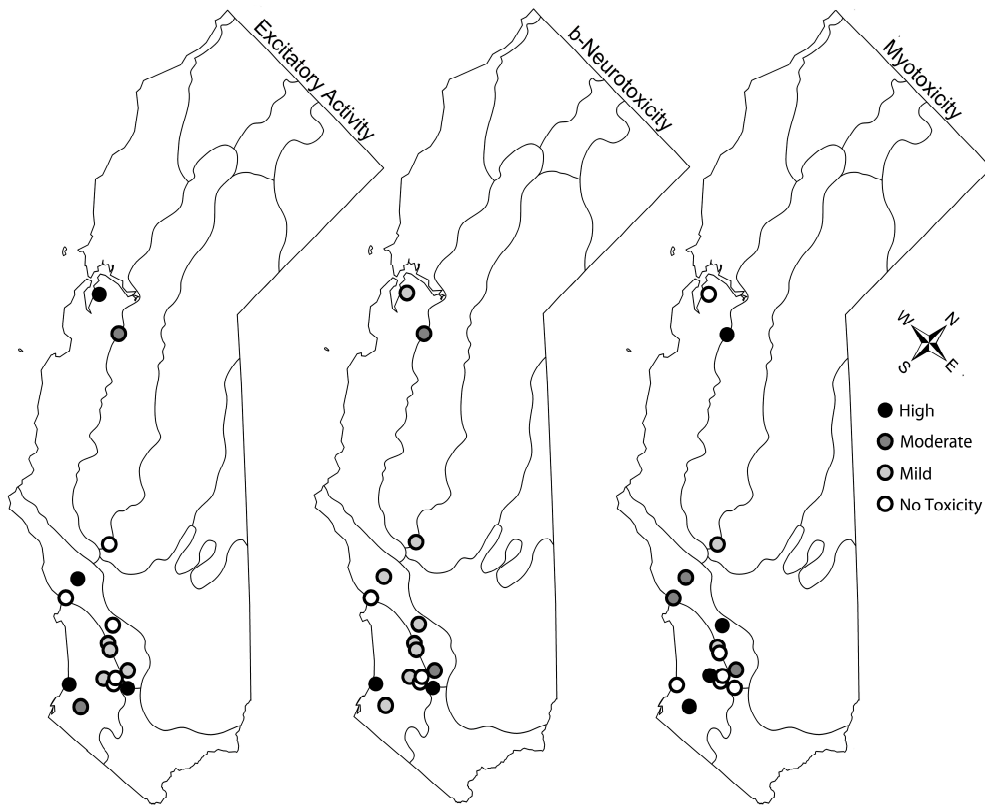 Excitatory Activity
b-Neurotoxicity
Myotoxicity
W N
S E
High
Moderate
Mild
No Toxicity